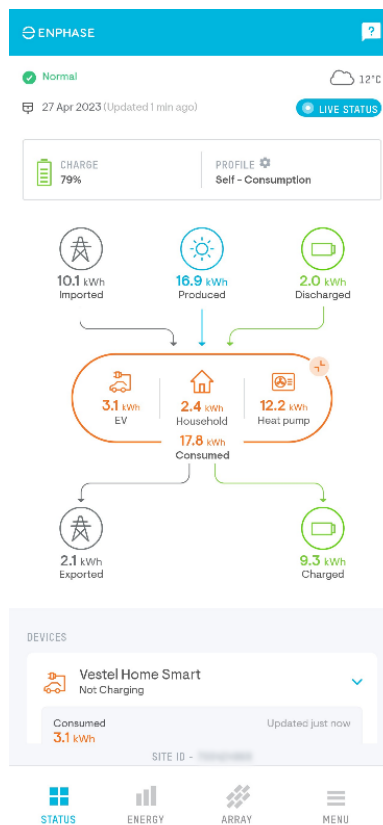 ENPHASE
?
Normal
12°C
27 Apr 2023 (Updated 1 min ago)
LIVE STATUS
CHARGE
79%
PROFILE
Self - Consumption
10.1 kWh
Imported
16.9 kWh
Produced
2.0 kWh
Discharged
3.1 kWh
EV
2.4 kWh
Household
12.2 kWh
Heat pump
17.8 kWh
Consumed
2.1 kWh
Exported
9.3 kWh
Charged
DEVICES
Vestel Home Smart
Not Charging
Consumed
Updated just now
3.1 kWh
SITE ID -
STATUS
ENERGY
ARRAY
MENU